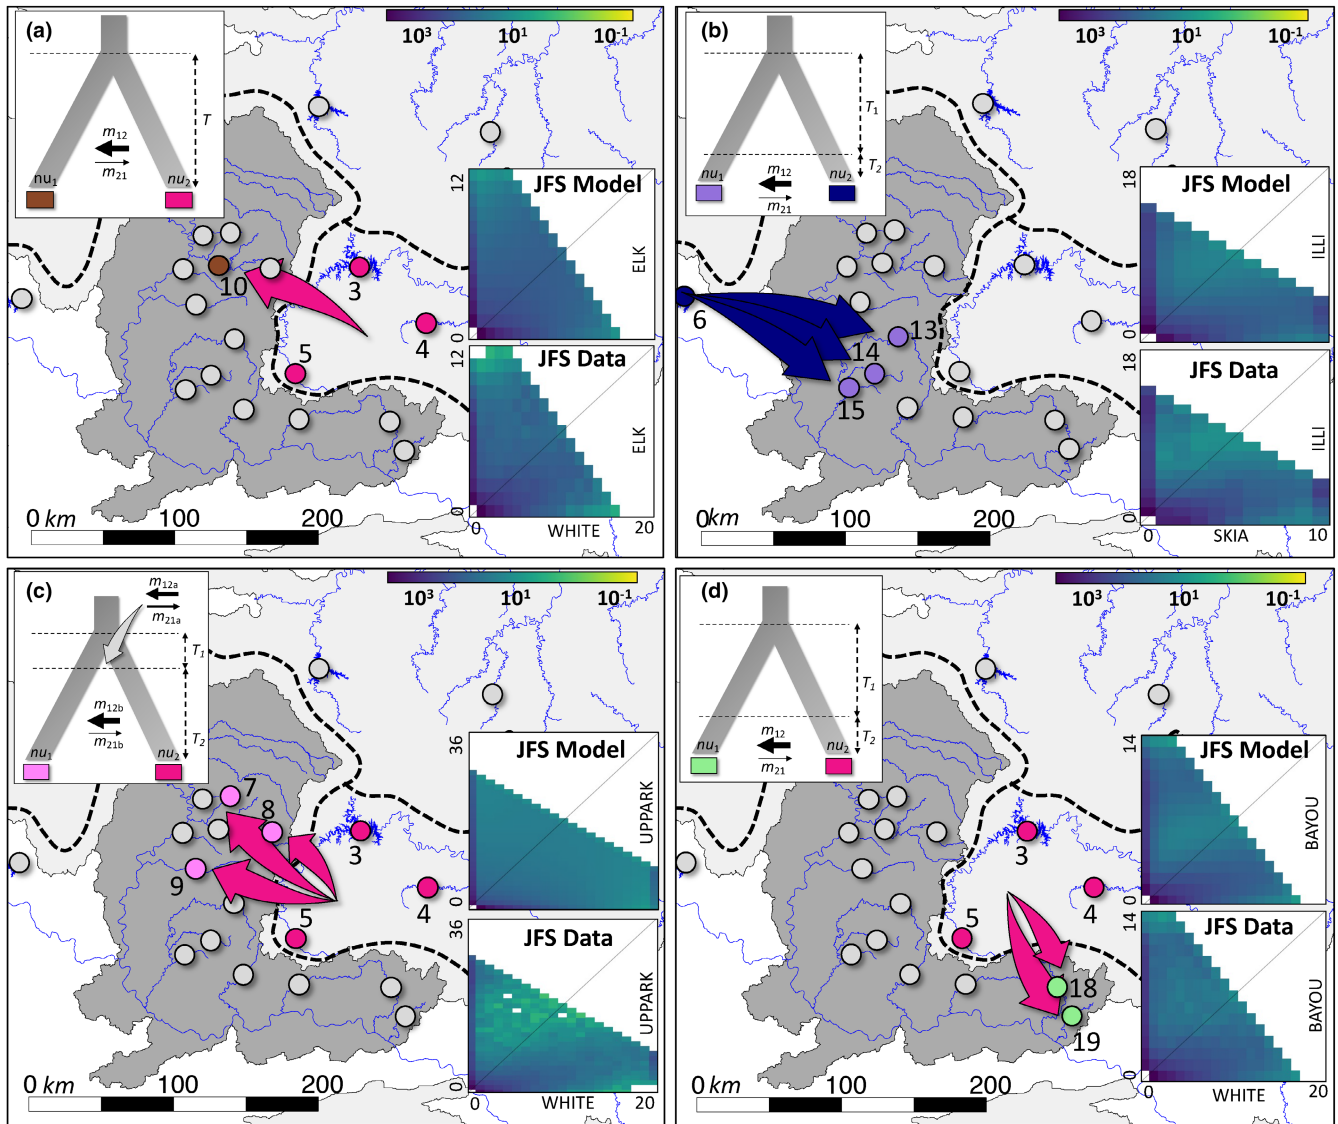 (a)
10³ 10¹ 10⁻¹
T
m12
m21
nu1 nu2
12
JFS Model
ELK
0
10
3
4
5
12
JFS Data
ELK
0
0 WHITE 20
0 km 100 200
(b)
10³ 10¹ 10⁻¹
T1
T2
m12
m21
nu1 nu2
18
JFS Model
ILLI
0
6
13
14
15
18
JFS Data
ILLI
0
0 SKIA 10
0 km 100 200
(c)
10³ 10¹ 10⁻¹
m12a
m21a
T1
m12b
m21b
T2
nu1 nu2
36
JFS Model
UPPARK
0
7
8
3
9
4
5
36
JFS Data
UPPARK
0
0 WHITE 20
0 km 100 200
(d)
10³ 10¹ 10⁻¹
T1
T2
m12
m21
nu1 nu2
14
JFS Model
BAYOU
0
3
4
5
18
19
14
JFS Data
BAYOU
0
0 WHITE 20
0 km 100 200